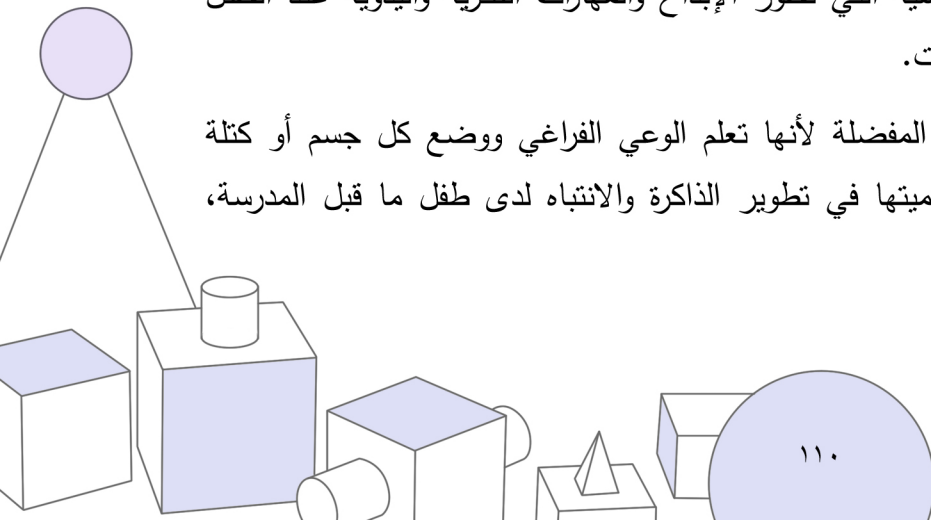 التي تطور الإبداع والمهارات
ت.
المفضلة لأنها تعلم الوعي الفراغي ووضع كل جسم أو كتلة
ميتها في تطوير الذاكرة والانتباه لدى طفل ما قبل المدرسة،
١١٠